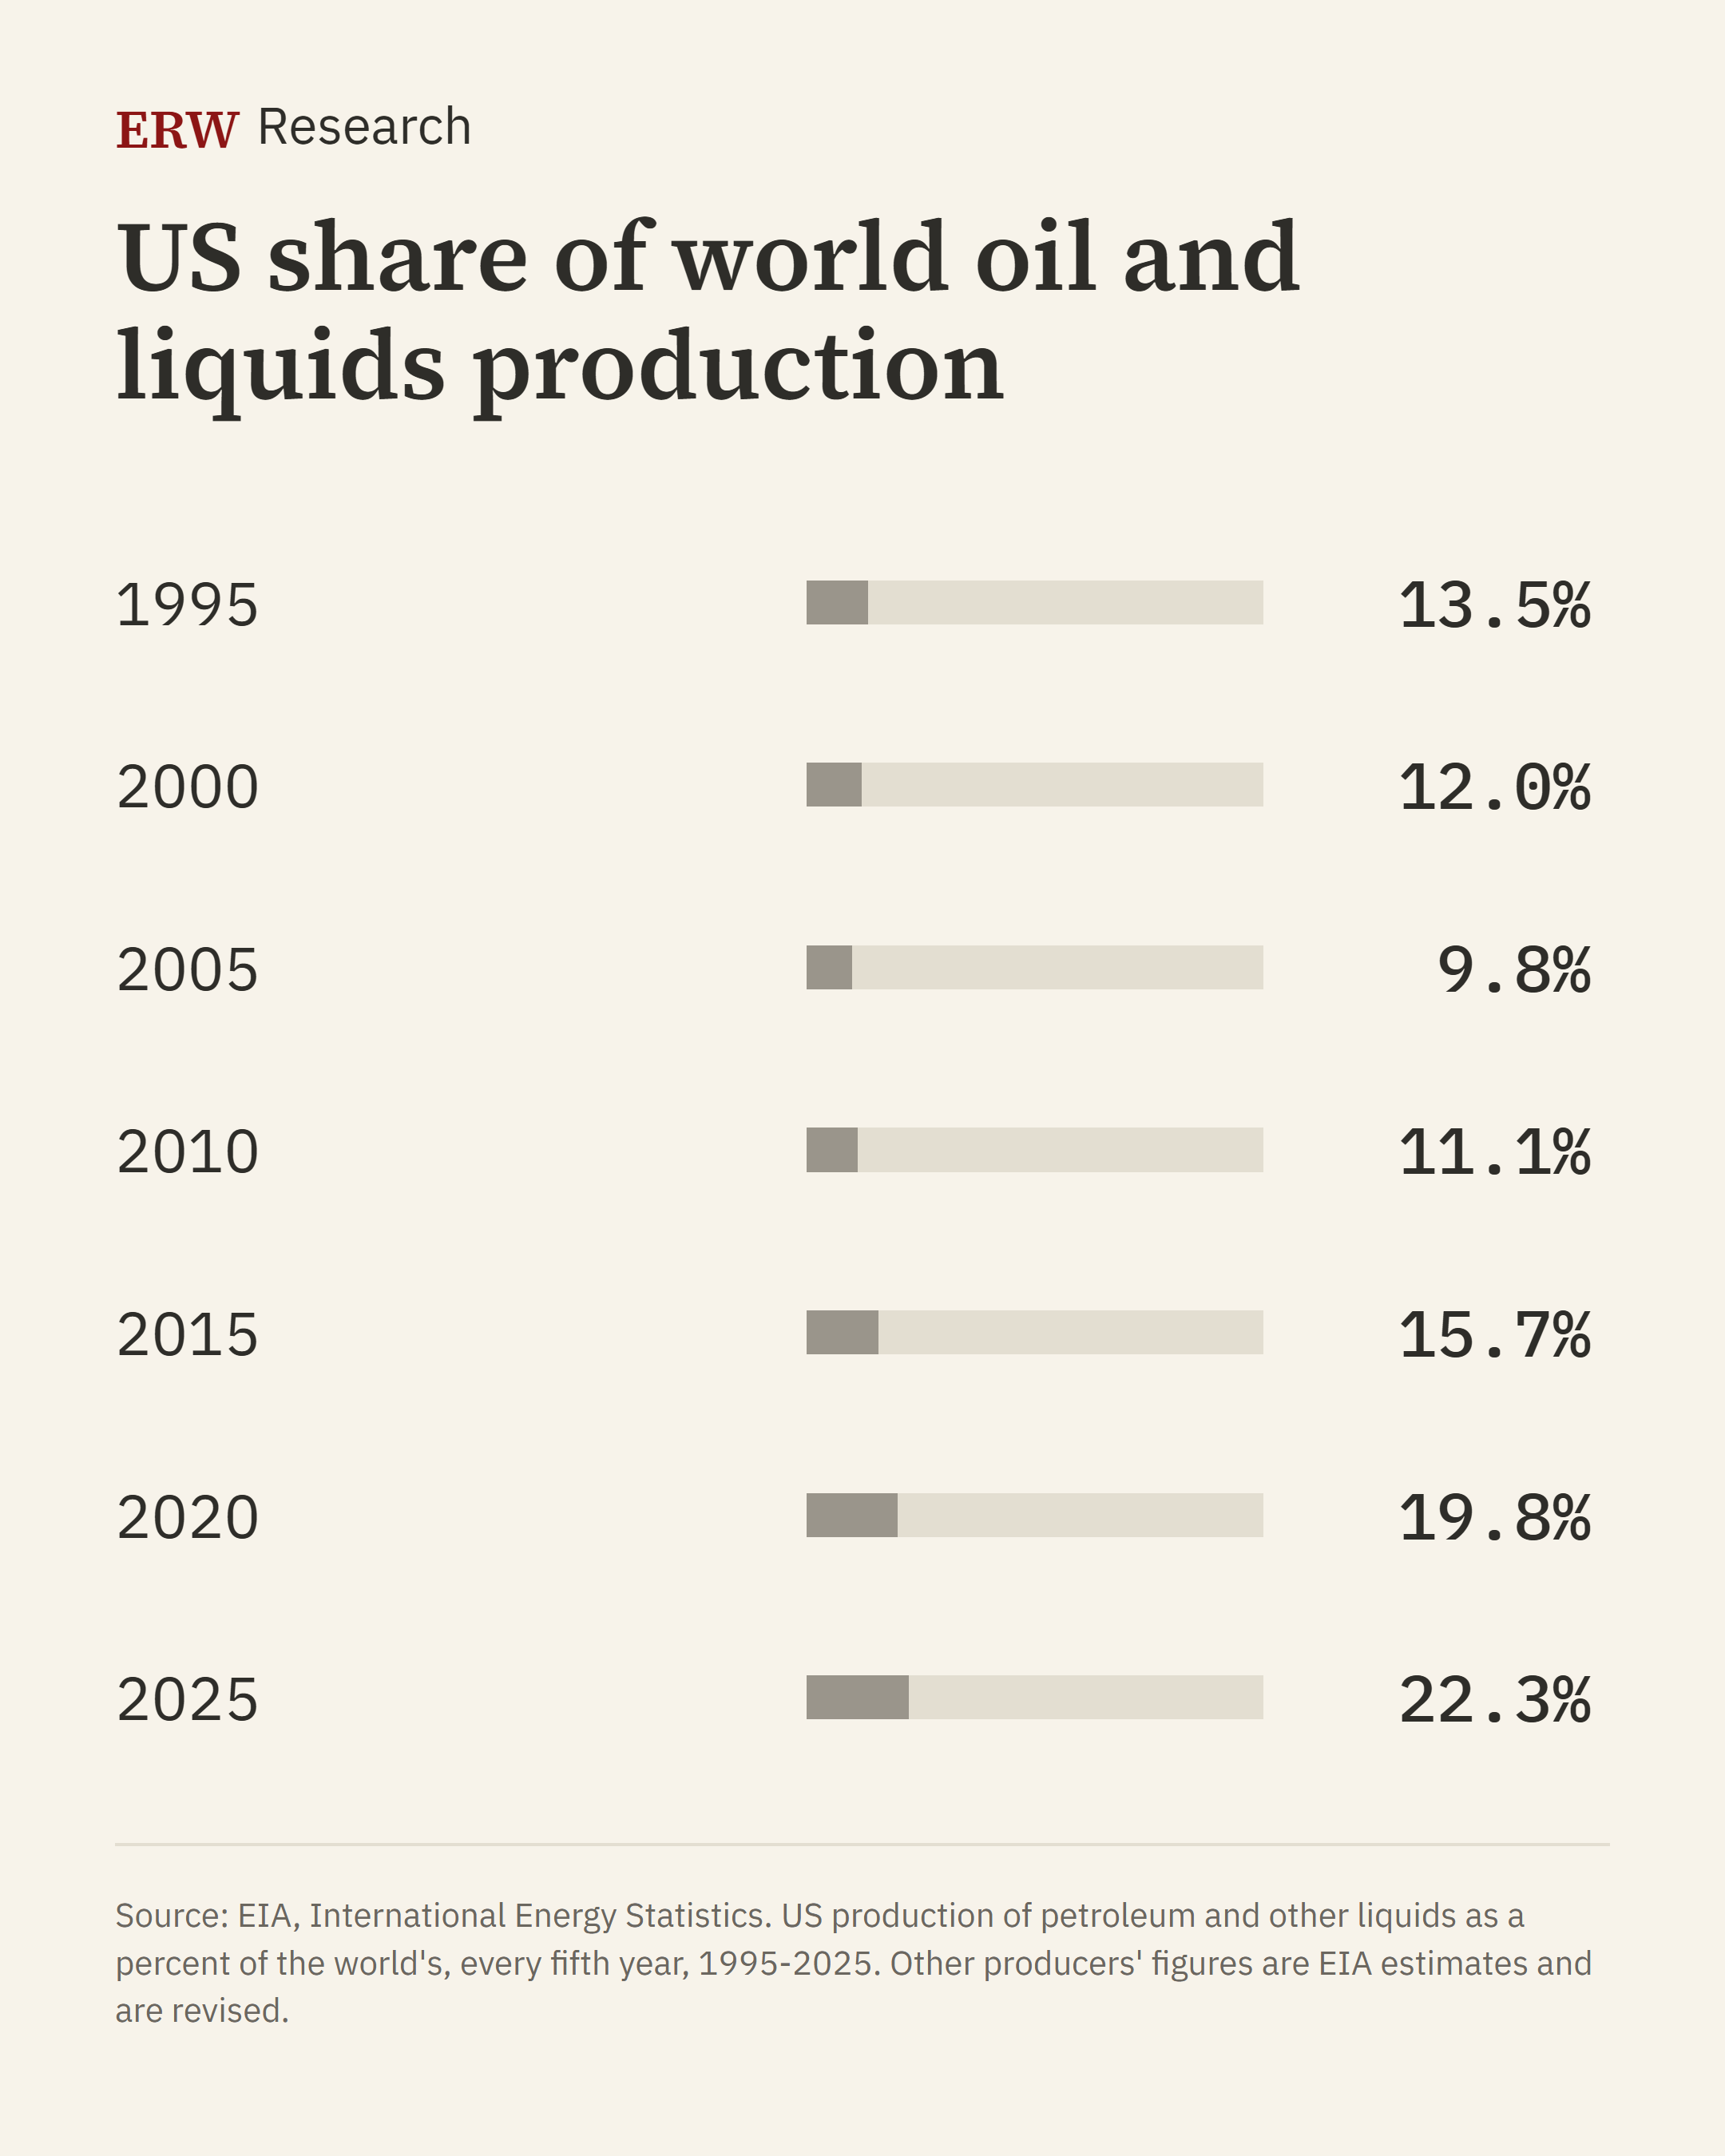 ERW Research
US share of world oil and
liquids production
1995 13.5%
2000 12.0%
2005 9.8%
2010 11.1%
2015 15.7%
2020 19.8%
2025 22.3%
Source: EIA, International Energy Statistics. US production of petroleum and other liquids as a
percent of the world's, every fifth year, 1995-2025. Other producers' figures are EIA estimates and
are revised.